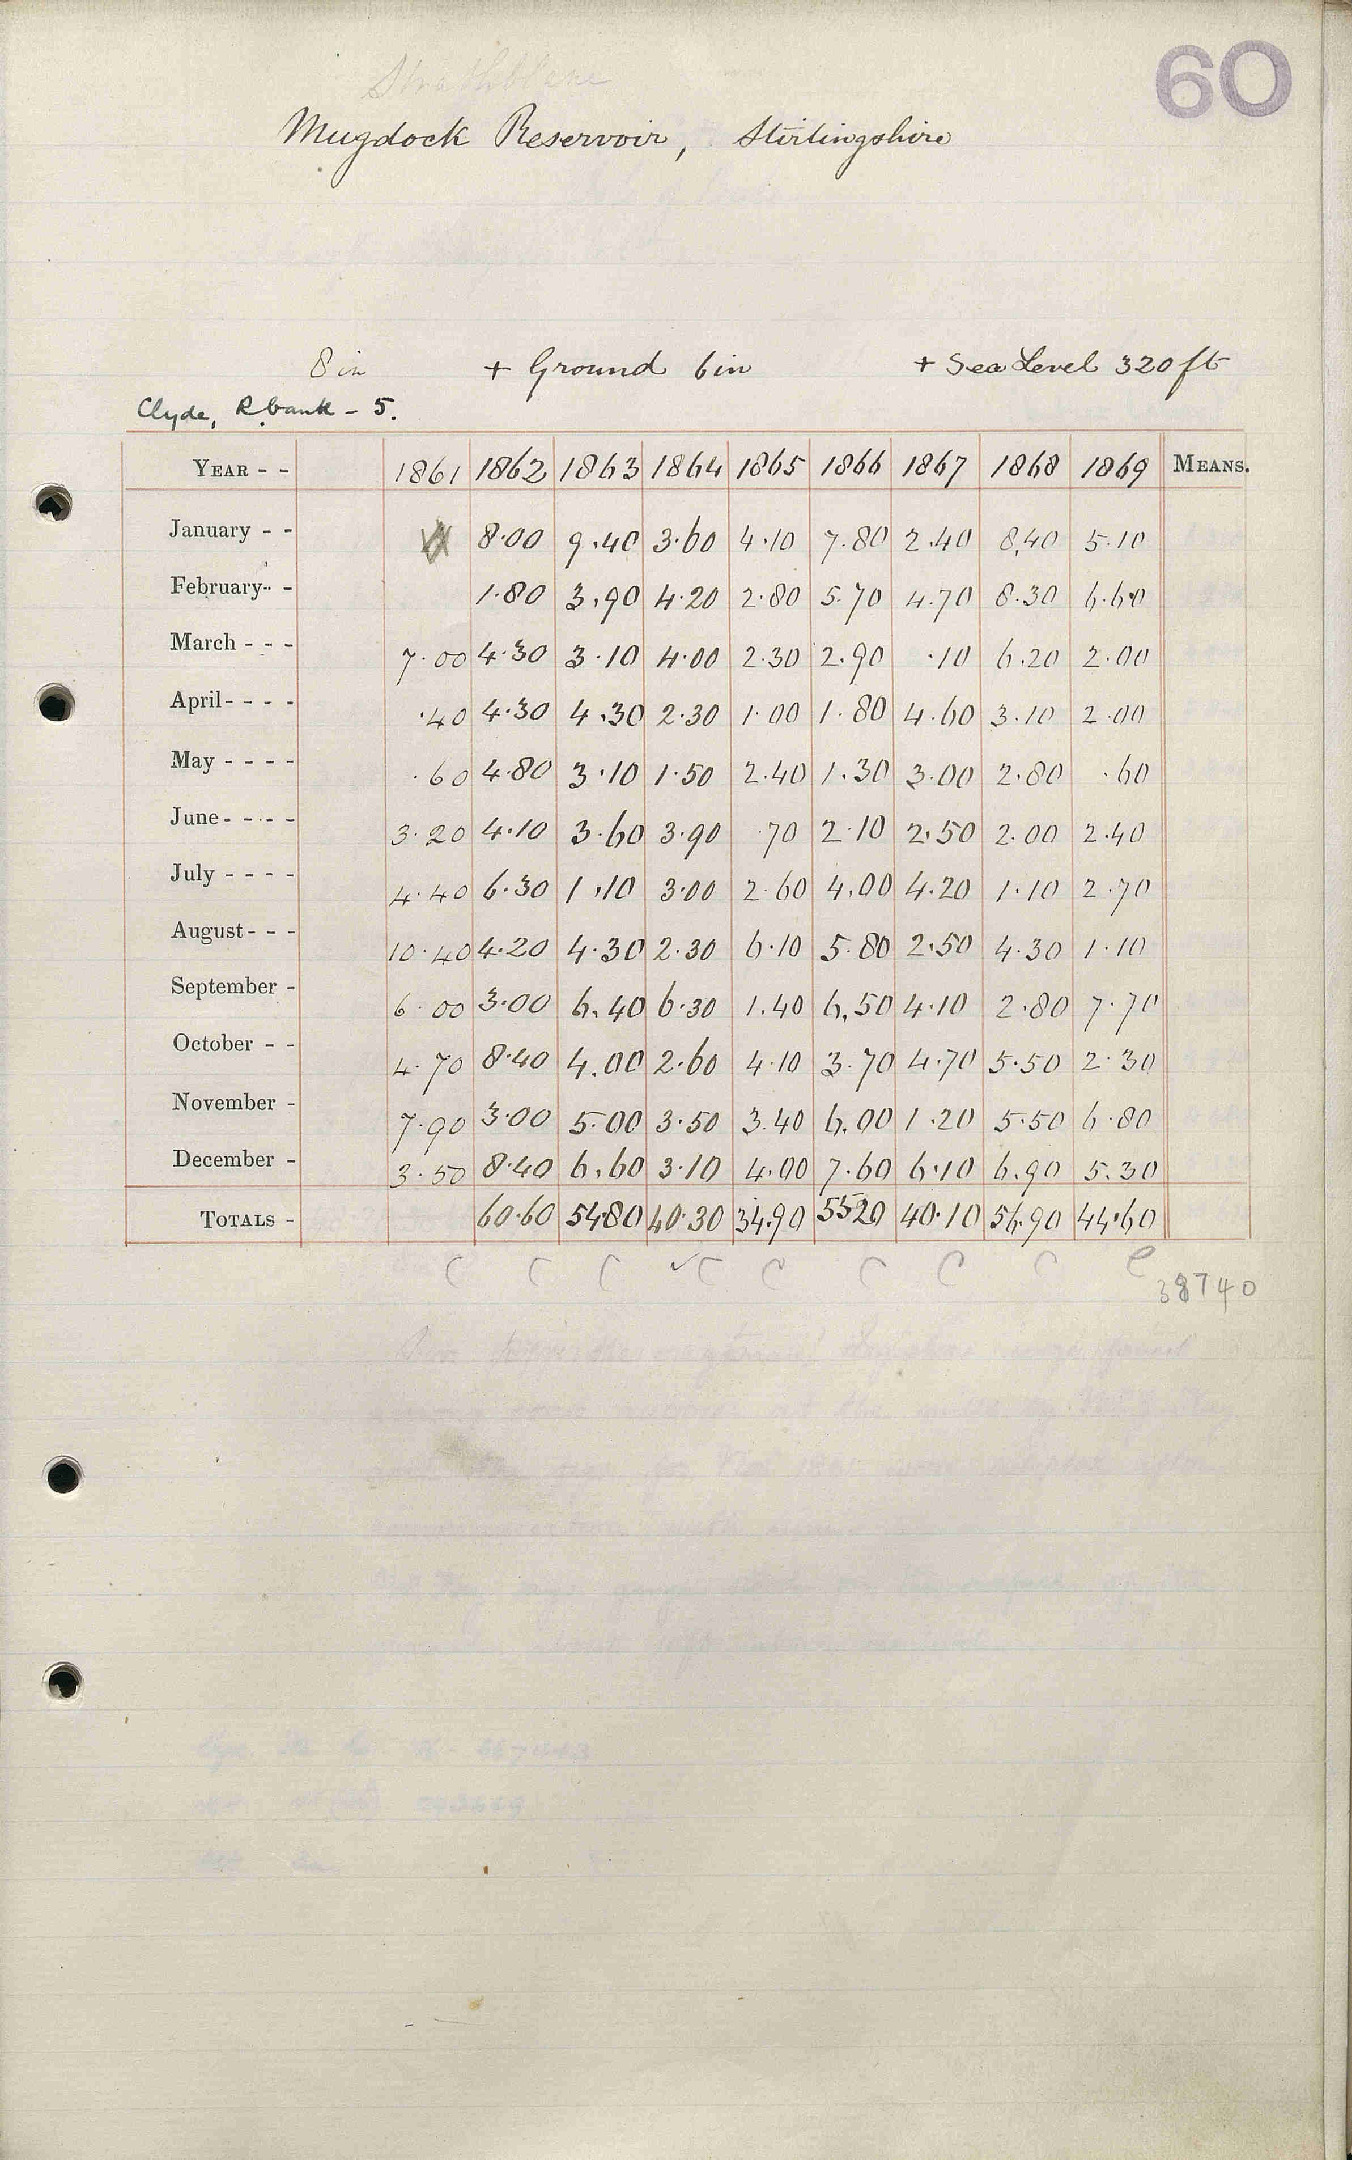 60
Strathblane
Mugdock Reservoir, Stirlingshire
8 in + Ground 6 in + Sea Level 320 ft
Clyde, R. bank - 5.
YEAR - - 1861 1862 1863 1864 1865 1866 1867 1868 1869 MEANS.
January - - 8.00 9.40 3.60 4.10 7.80 2.40 8.40 5.10
February - - 1.80 3.90 4.20 2.80 5.70 4.70 8.30 6.60
March - - - 7.00 4.30 3.10 4.00 2.30 2.90 .10 6.20 2.00
April - - - - .40 4.30 4.30 2.30 1.00 1.80 4.60 3.10 2.00
May - - - - .60 4.80 3.10 1.50 2.40 1.30 3.00 2.80 .60
June - - - - 3.20 4.10 3.60 3.90 .70 2.10 2.50 2.00 2.40
July - - - - 4.40 6.30 1.10 3.00 2.60 4.00 4.20 1.10 2.70
August - - - 10.40 4.20 4.30 2.30 6.10 5.80 2.50 4.30 1.10
September - 6.00 3.00 6.40 6.30 1.40 6.50 4.10 2.80 7.70
October - - 4.70 8.40 4.00 2.60 4.10 3.70 4.70 5.50 2.30
November - 7.90 3.00 5.00 3.50 3.40 6.00 1.20 5.50 6.80
December - 3.50 8.40 6.60 3.10 4.00 7.60 6.10 6.90 5.30
TOTALS - 60.60 54.80 40.30 34.90 55.20 40.10 56.90 44.60
C C C ✓C C C C C C
38740